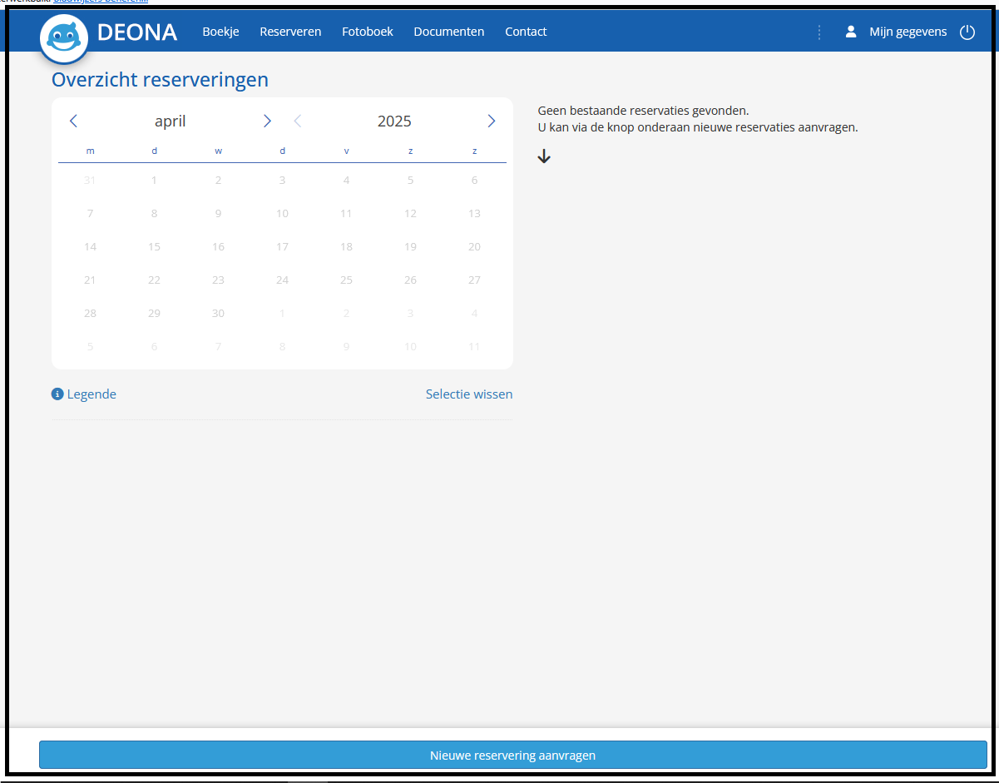 DEONA Boekje Reserveren Fotoboek Documenten Contact Mijn gegevens
Overzicht reserveringen
april 2025
m d w d v z z
31 1 2 3 4 5 6
7 8 9 10 11 12 13
14 15 16 17 18 19 20
21 22 23 24 25 26 27
28 29 30 1 2 3 4
5 6 7 8 9 10 11
Legende Selectie wissen
Geen bestaande reservaties gevonden.
U kan via de knop onderaan nieuwe reservaties aanvragen.
Nieuwe reservering aanvragen